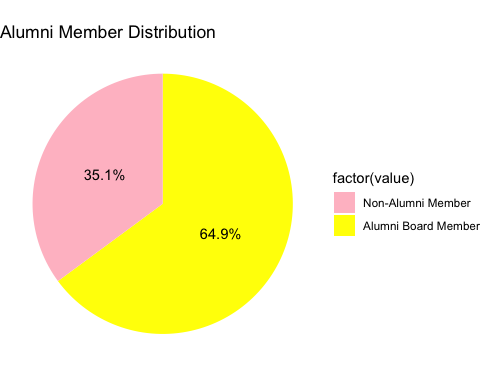 Alumni Member Distribution
35.1%
64.9%
factor(value)
Non-Alumni Member
Alumni Board Member